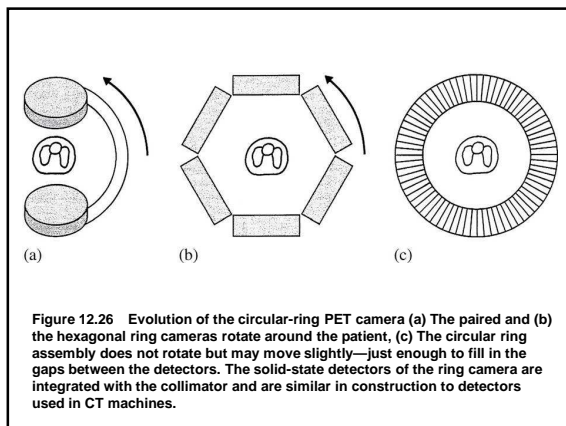 (a)
(b)
(c)
Figure 12.26 Evolution of the circular-ring PET camera (a) The paired and (b)
the hexagonal ring cameras rotate around the patient, (c) The circular ring
assembly does not rotate but may move slightly—just enough to fill in the
gaps between the detectors. The solid-state detectors of the ring camera are
integrated with the collimator and are similar in construction to detectors
used in CT machines.